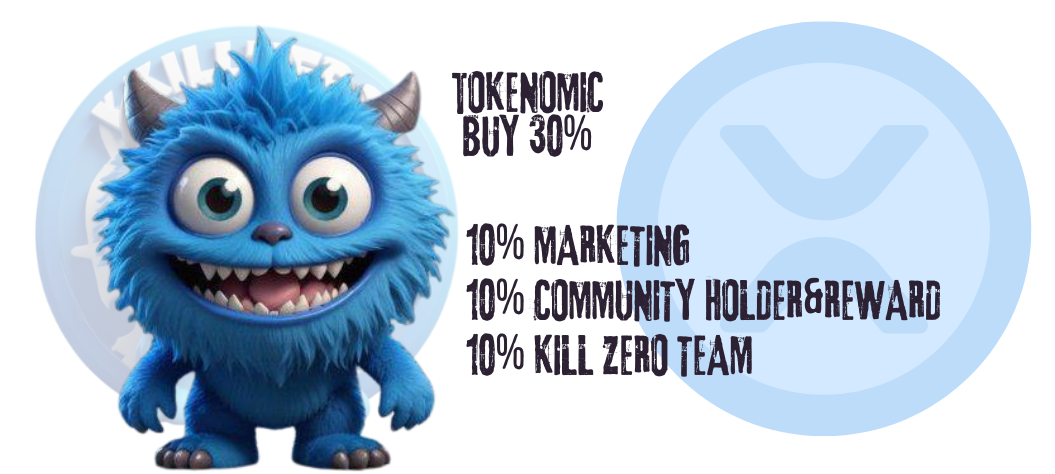 TOKENOMIC
BUY 30%
10% MARKETING
10% COMMUNITY HOLDER&REWARD
10% KILL ZERO TEAM